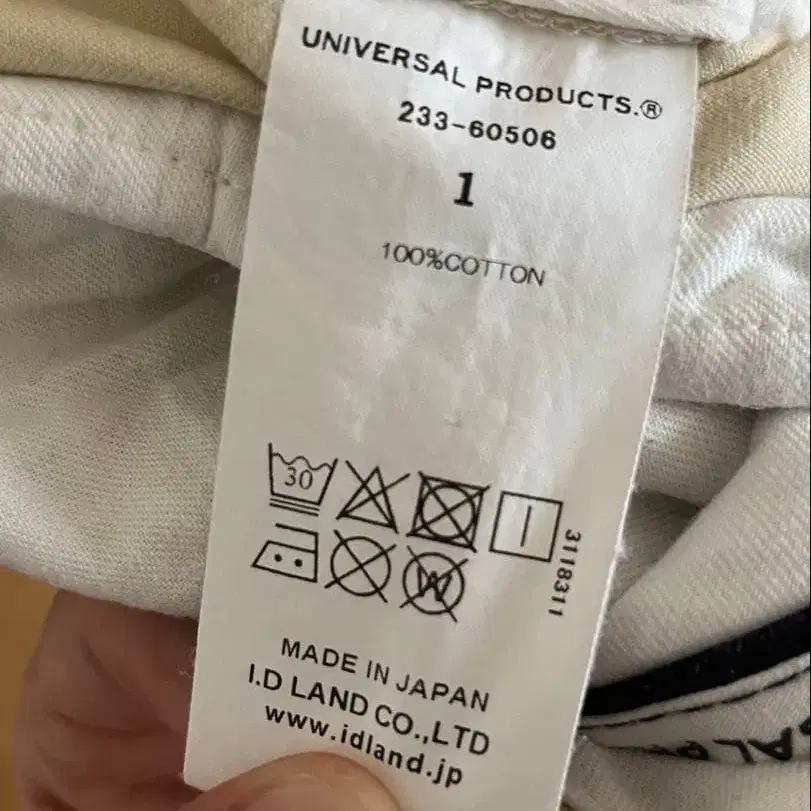 UNIVERSAL PRODUCTS.®
233-60506
1
100%COTTON
30
W
3118311
MADE IN JAPAN
I.D LAND CO.,LTD
www.idland.jp